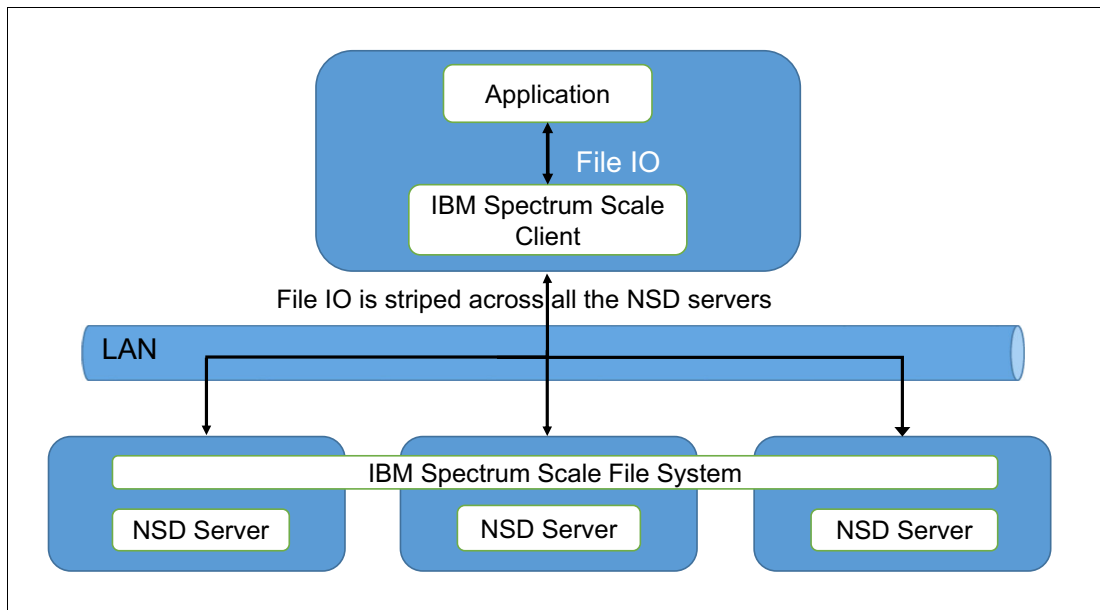 Application
File IO
IBM Spectrum Scale
Client
File IO is striped across all the NSD servers
LAN
IBM Spectrum Scale File System
NSD Server
NSD Server
NSD Server